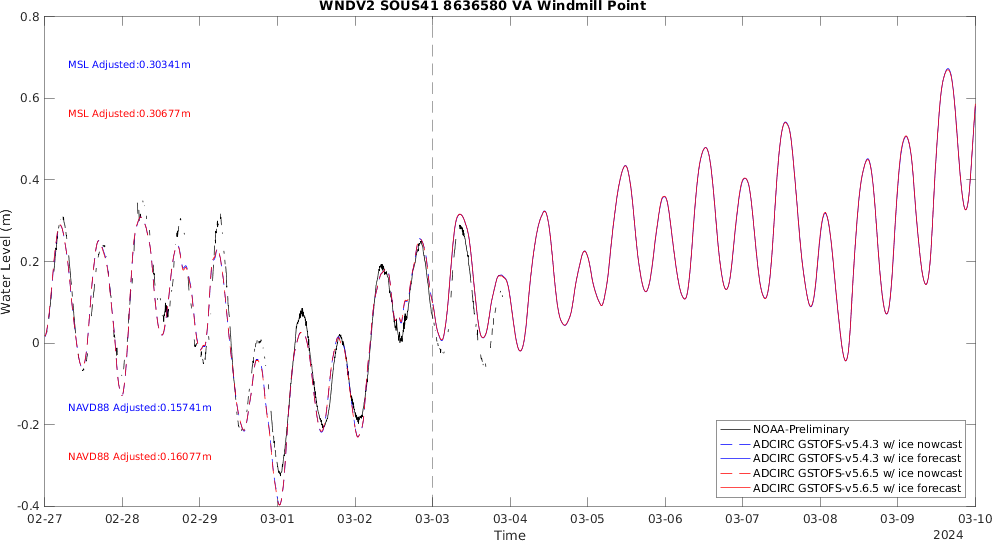 WNDV2 SOUS41 8636580 VA Windmill Point
0.8
0.6
0.4
0.2
0
-0.2
-0.4
Water Level (m)
MSL Adjusted:0.30341m
MSL Adjusted:0.30677m
NAVD88 Adjusted:0.15741m
NAVD88 Adjusted:0.16077m
NOAA-Preliminary
ADCIRC GSTOFS-v5.4.3 w/ ice nowcast
ADCIRC GSTOFS-v5.4.3 w/ ice forecast
ADCIRC GSTOFS-v5.6.5 w/ ice nowcast
ADCIRC GSTOFS-v5.6.5 w/ ice forecast
02-27 02-28 02-29 03-01 03-02 03-03 03-04 03-05 03-06 03-07 03-08 03-09 03-10
Time
2024